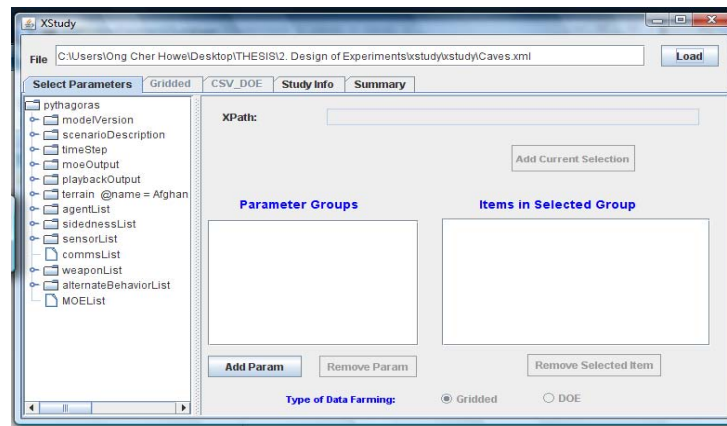 XStudy
File C:\Users\Ong Cher Howe\Desktop\THESIS\2. Design of Experiments\xstudy\xstudy\Caves.xml Load
Select Parameters Gridded CSV_DOE Study Info Summary
pythagoras
modelVersion
scenarioDescription
timeStep
moeOutput
playbackOutput
terrain @name = Afghan
agentList
sidednessList
sensorList
commsList
weaponList
alternateBehaviorList
MOEList
XPath:
Add Current Selection
Parameter Groups
Items in Selected Group
Add Param
Remove Param
Remove Selected Item
Type of Data Farming: Gridded DOE